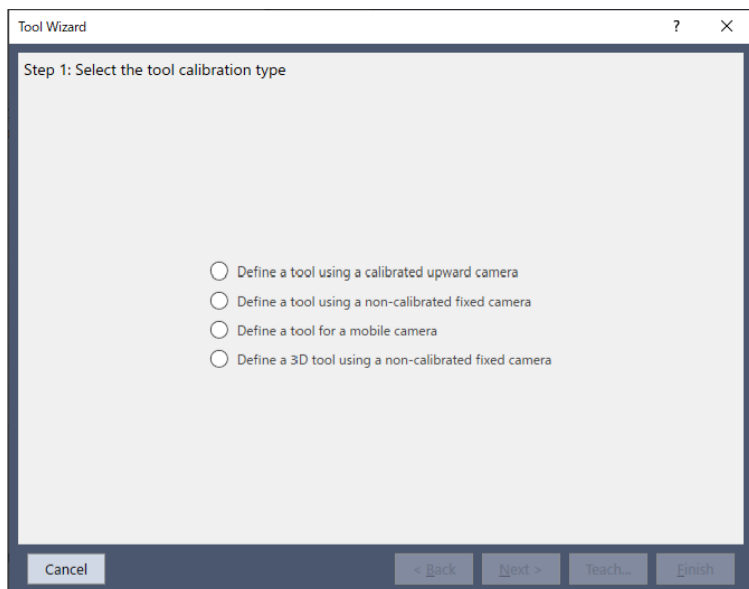 Tool Wizard
Step 1: Select the tool calibration type
Define a tool using a calibrated upward camera
Define a tool using a non-calibrated fixed camera
Define a tool for a mobile camera
Define a 3D tool using a non-calibrated fixed camera
Cancel < Back Next > Teach... Finish